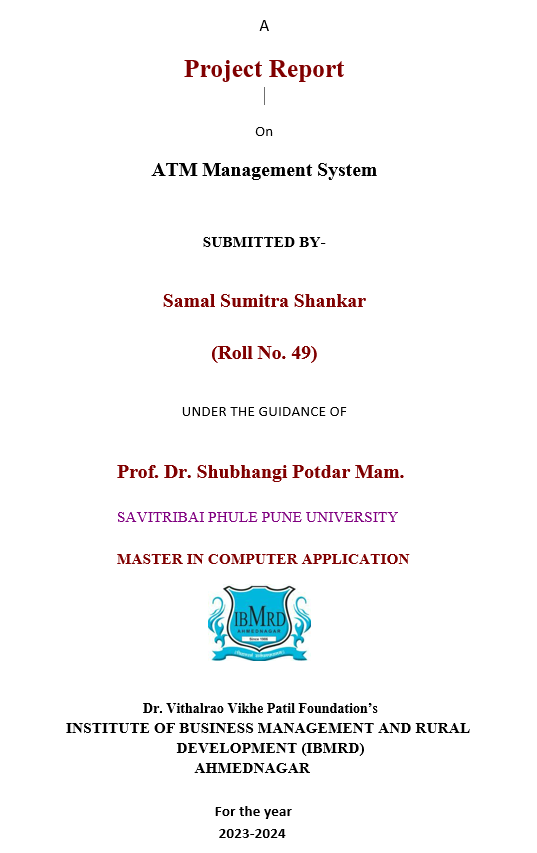 A
Project Report
On
ATM Management System
SUBMITTED BY-
Samal Sumitra Shankar
(Roll No. 49)
UNDER THE GUIDANCE OF
Prof. Dr. Shubhangi Potdar Mam.
SAVITRIBAI PHULE PUNE UNIVERSITY
MASTER IN COMPUTER APPLICATION
IBMRD
AHMEDNAGAR
Since 1998
Dr. Vithalrao Vikhe Patil Foundation’s
INSTITUTE OF BUSINESS MANAGEMENT AND RURAL
DEVELOPMENT (IBMRD)
AHMEDNAGAR
For the year
2023-2024